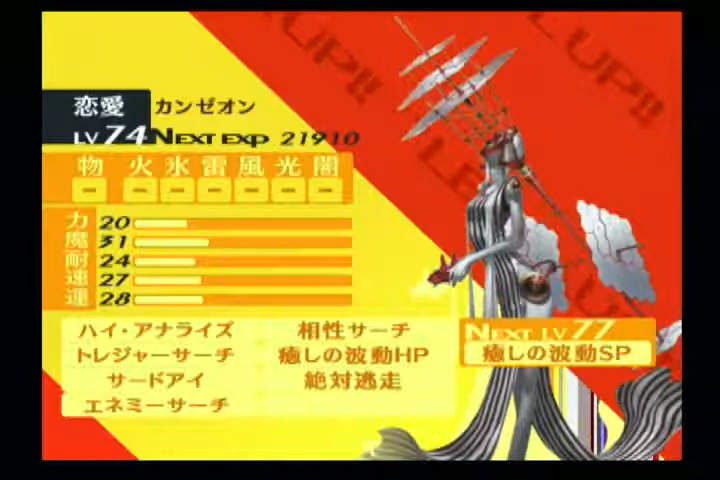 LEVEL UP!!
恋愛 カンゼオン
LV 74 NEXT EXP 21910
物 火 氷 雷 風 光 闇
- - - - - - -
力 20
魔 31
耐 24
速 27
運 28
ハイ・アナライズ 相性サーチ
トレジャーサーチ 癒しの波動HP
サードアイ 絶対逃走
エネミーサーチ
NEXT LV 77
癒しの波動SP